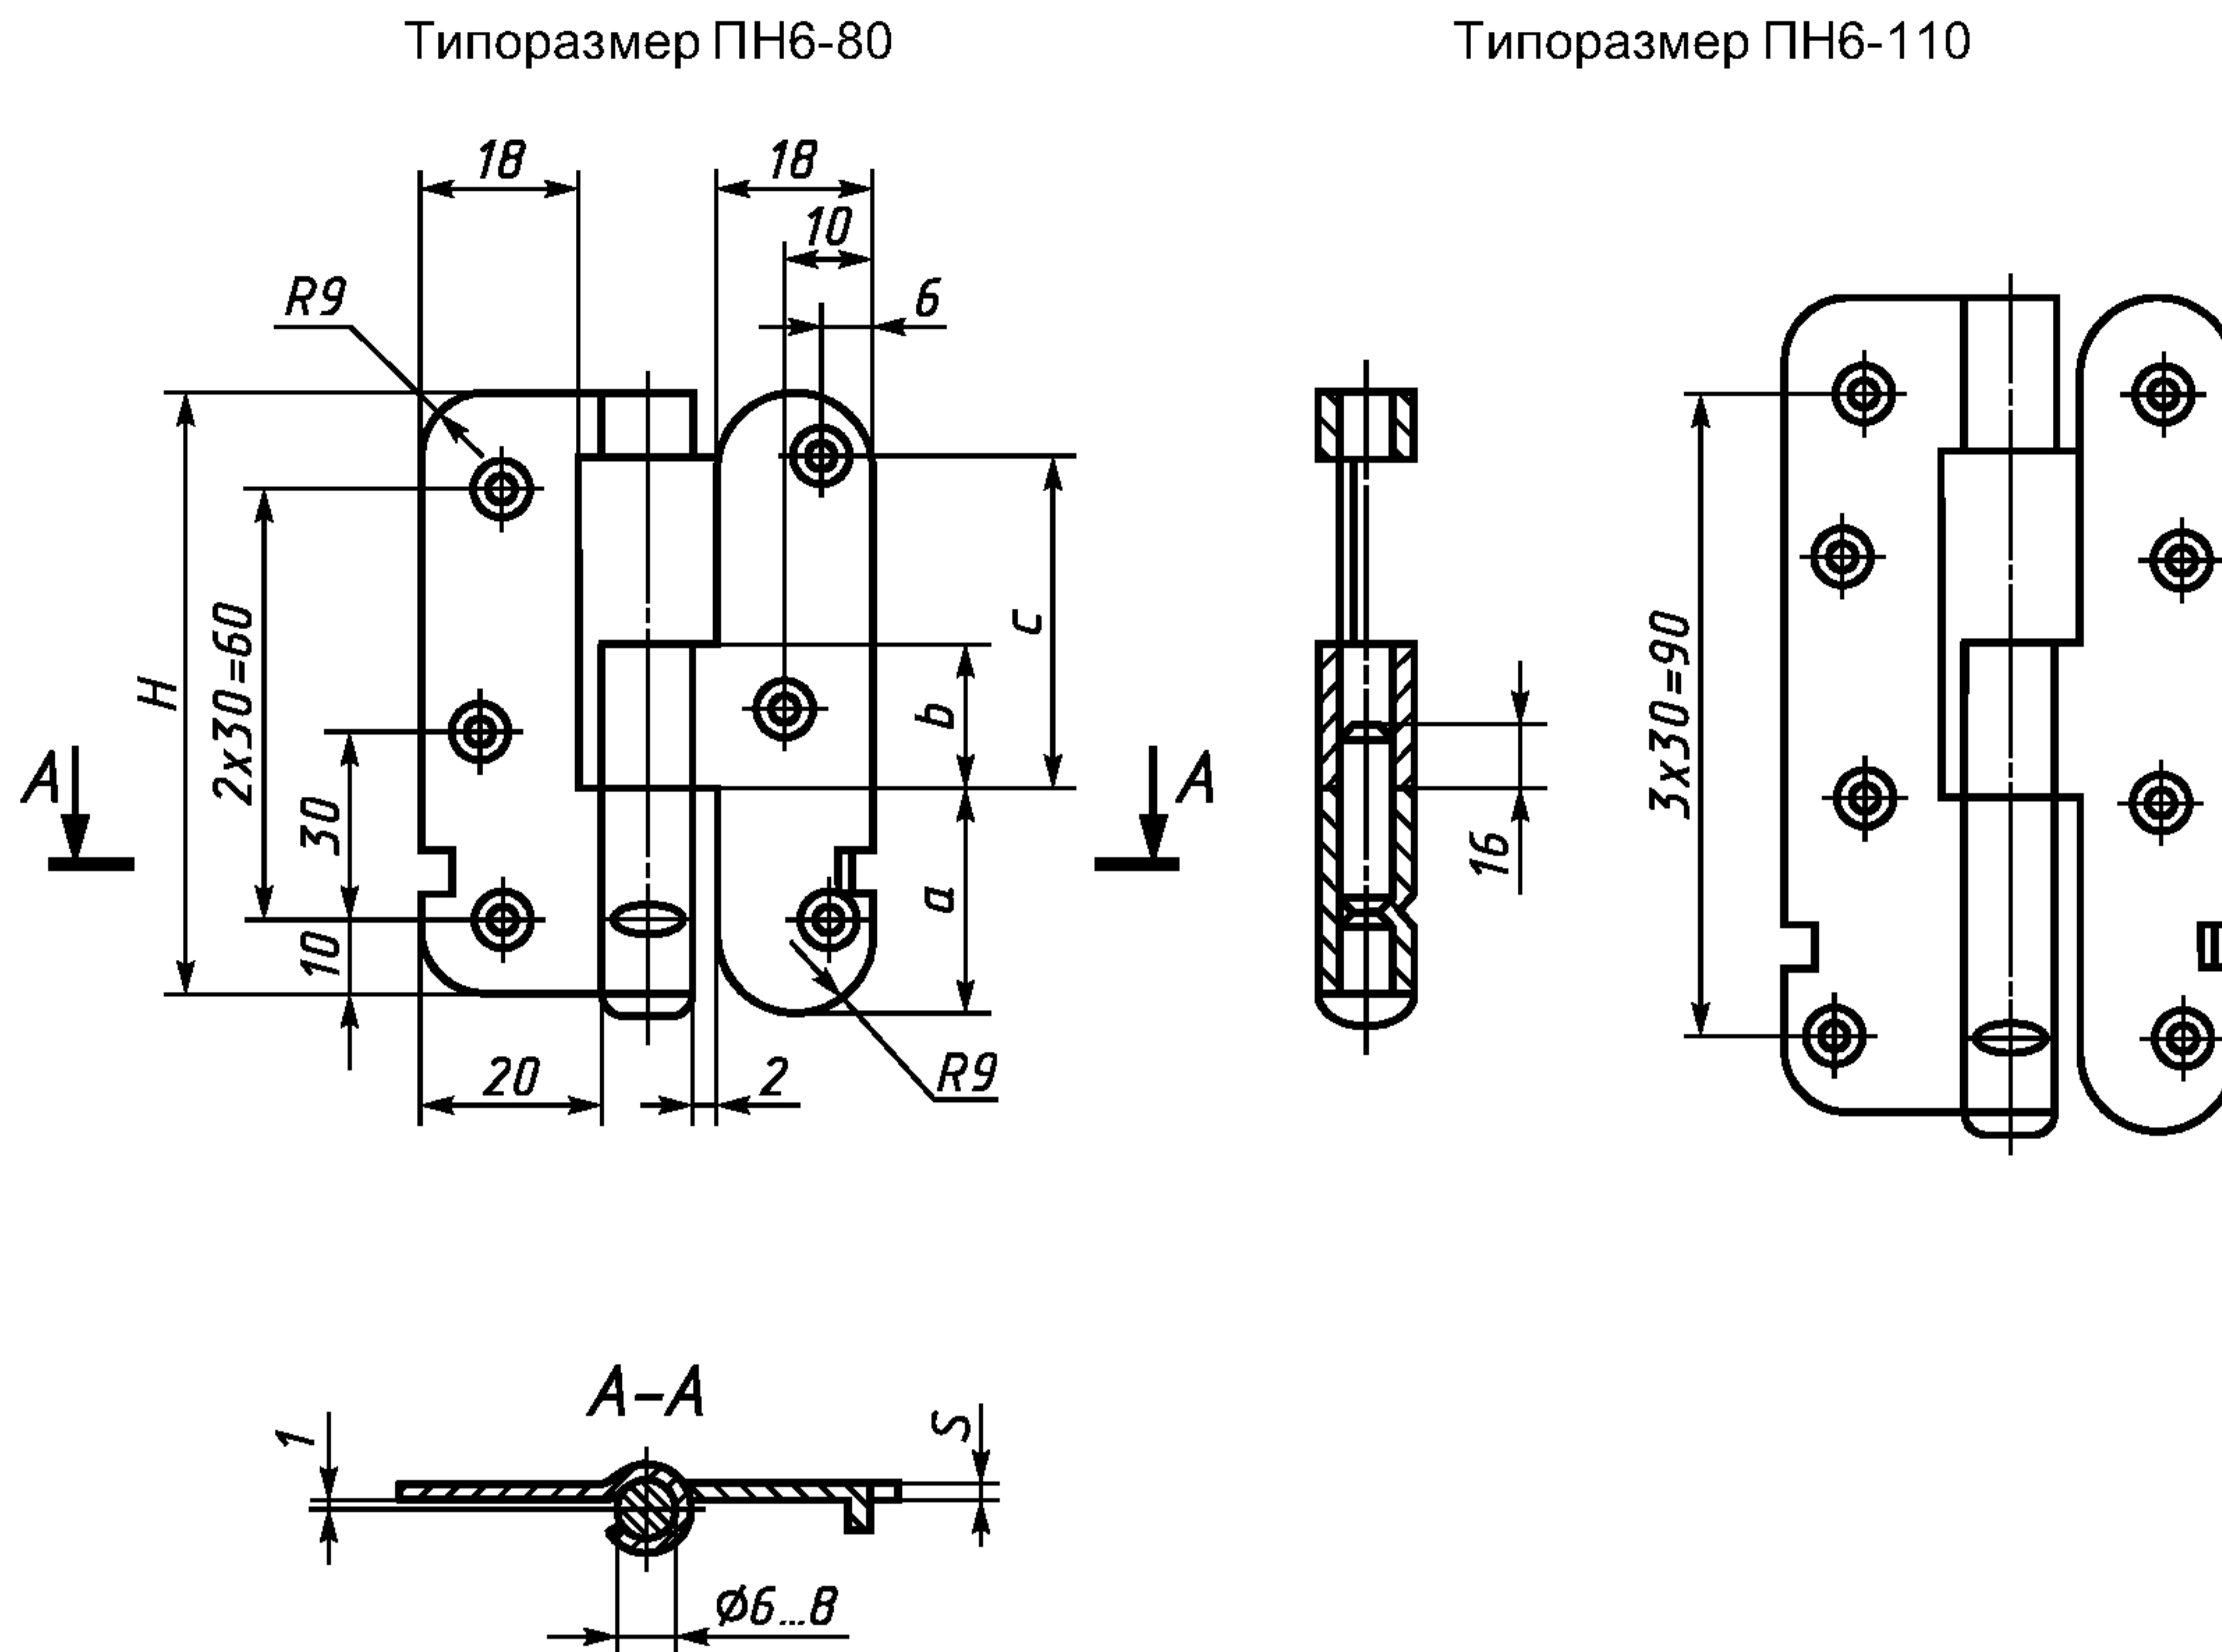 Типоразмер ПН6-80
Типоразмер ПН6-110
18
18
10
6
R9
H
2x30=60
30
10
c
b
a
A
A
16
3x30=90
20
2
R9
A-A
1
S
Ø6...8